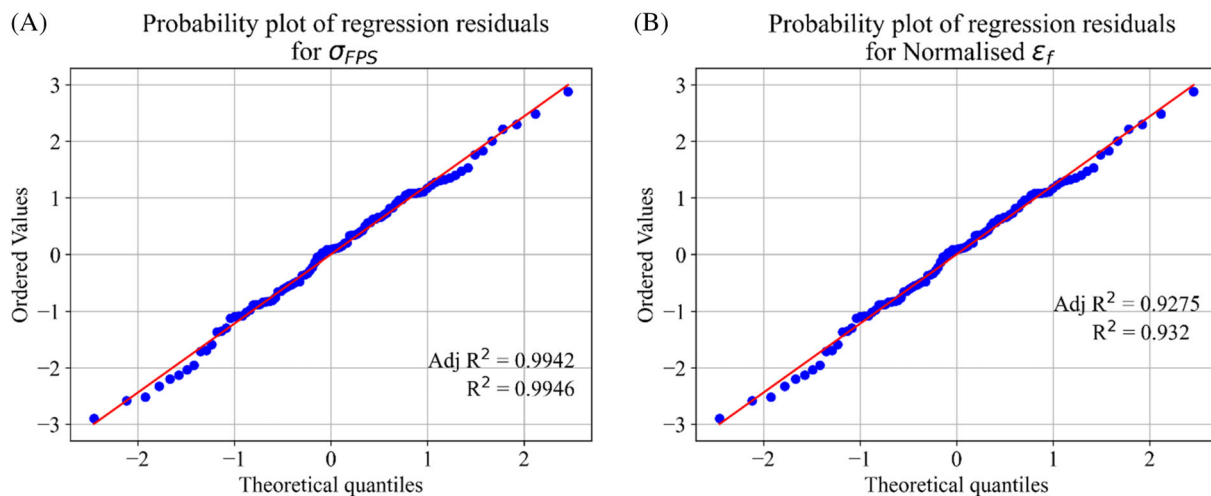 (A)
Probability plot of regression residuals
for σFPS
3
2
1
0
−1
−2
−3
Ordered Values
Adj R² = 0.9942
R² = 0.9946
−2
−1
0
1
2
Theoretical quantiles
(B)
Probability plot of regression residuals
for Normalised εf
3
2
1
0
−1
−2
−3
Ordered Values
Adj R² = 0.9275
R² = 0.932
−2
−1
0
1
2
Theoretical quantiles